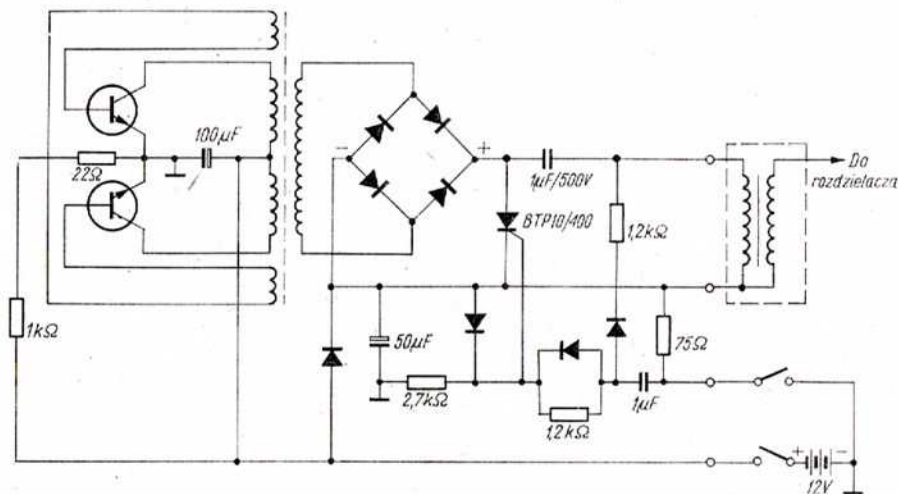 100µF
22Ω
1kΩ
-
+
1µF/500V
BTP10/400
1,2kΩ
Do
rozdzielacza
50µF
2,7kΩ
1,2kΩ
1µF
75Ω
+
-
12V